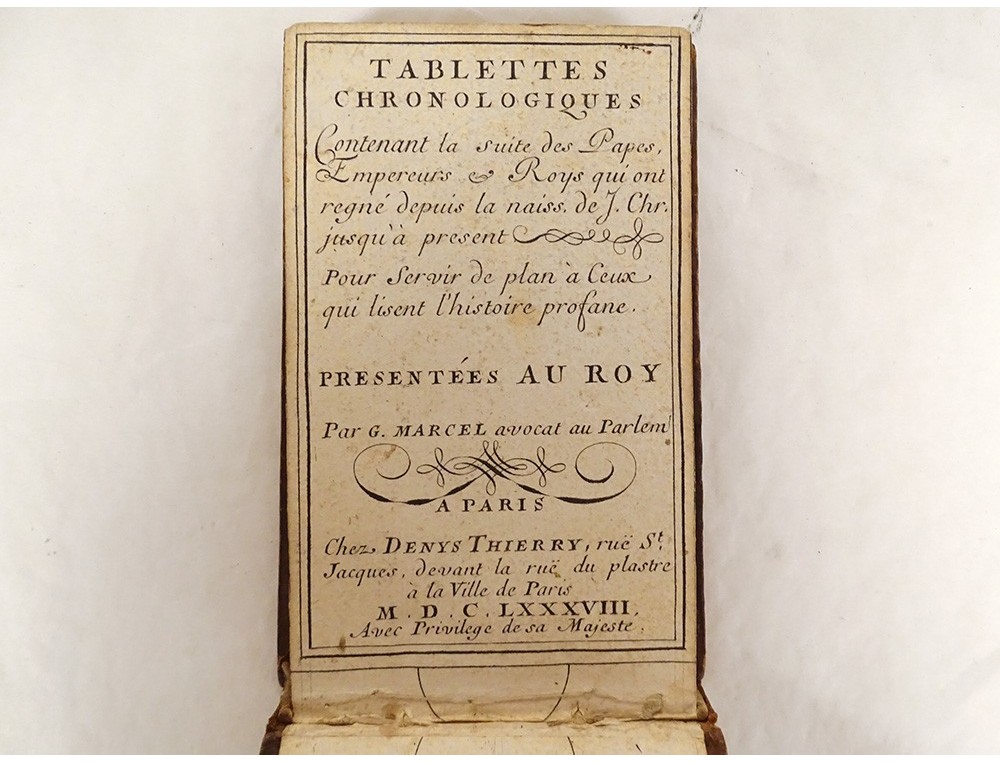 TABLETTES
CHRONOLOGIQUES
Contenant la suite des Papes,
Empereurs & Roys qui ont
regné depuis la naiss. de J. Chr.
jusqu'à present
Pour Servir de plan à Ceux
qui lisent l'histoire profane.
PRESENTÉES AU ROY
Par G. MARCEL avocat au Parlem^t
A PARIS
Chez DENYS THIERRY, ruë S^t.
Jacques, devant la ruë du plastre
à la Ville de Paris
M. D. C. LXXXVIII.
Avec Privilege de sa Majeste.